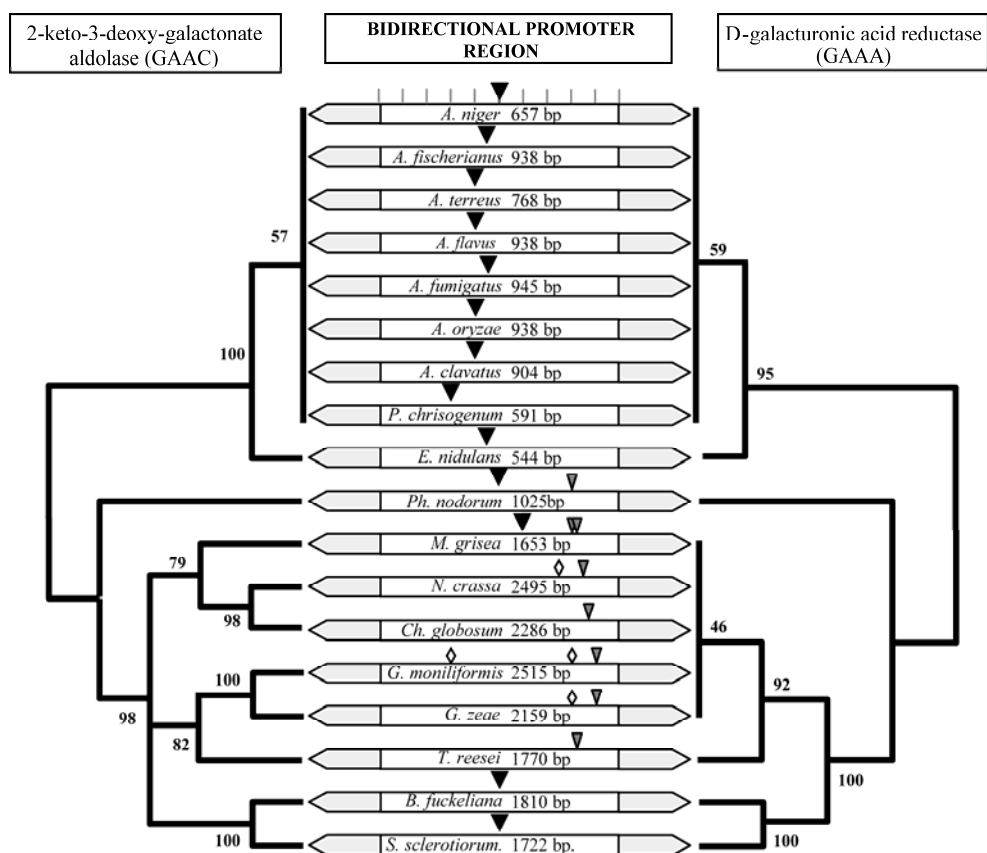 2-keto-3-deoxy-galactonate
aldolase (GAAC)
BIDIRECTIONAL PROMOTER
REGION
D-galacturonic acid reductase
(GAAA)
A. niger 657 bp
A. fischerianus 938 bp
A. terreus 768 bp
57
A. flavus 938 bp
59
A. fumigatus 945 bp
A. oryzae 938 bp
100
A. clavatus 904 bp
95
P. chrisogenum 591 bp
E. nidulans 544 bp
Ph. nodorum 1025bp
M. grisea 1653 bp
79
N. crassa 2495 bp
98
Ch. globosum 2286 bp
46
G. moniliformis 2515 bp
100
92
98
G. zeae 2159 bp
82
T. reesei 1770 bp
100
B. fuckeliana 1810 bp
100
S. sclerotiorum. 1722 bp.
100